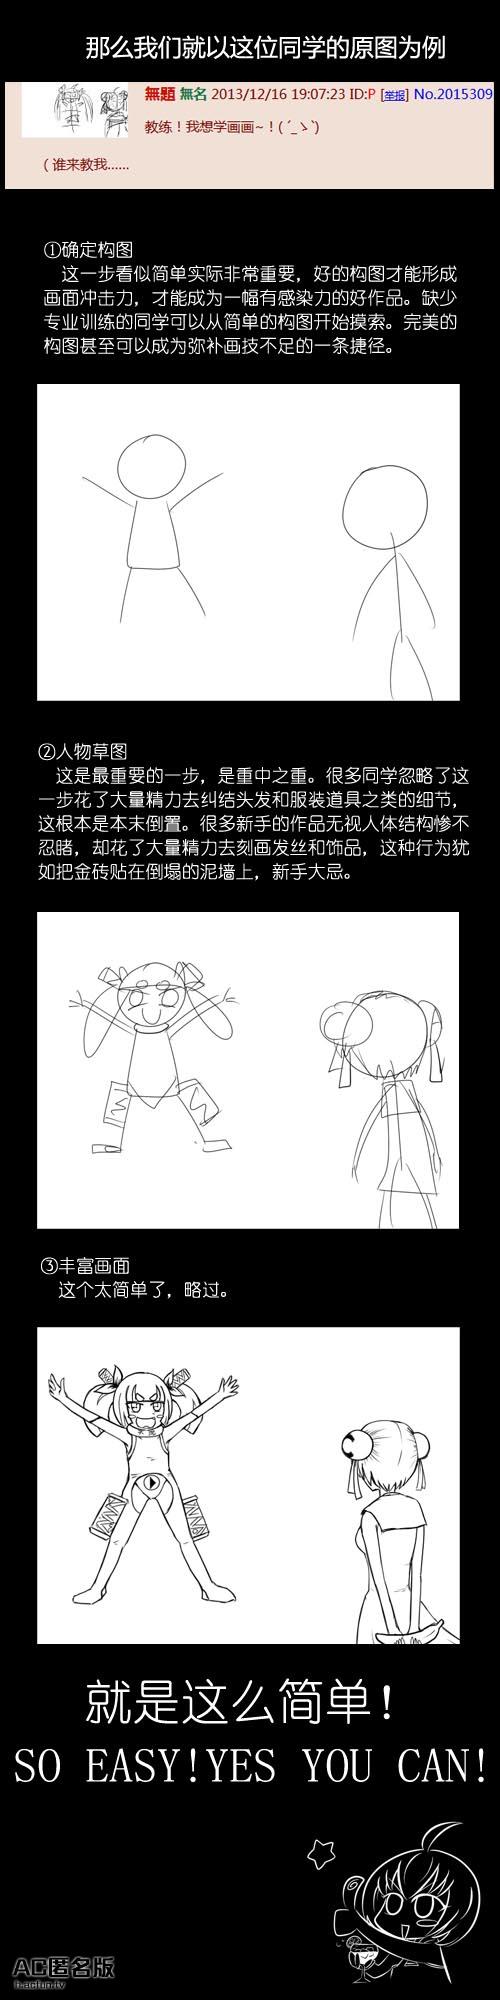 那么我们就以这位同学的原图为例
無題 無名 2013/12/16 19:07:23 ID:P [举报] No.2015309
教练！我想学画画~！( ´_ゝ`)
( 谁来教我......
①确定构图
这一步看似简单实际非常重要，好的构图才能形成
画面冲击力，才能成为一幅有感染力的好作品。缺少
专业训练的同学可以从简单的构图开始摸索。完美的
构图甚至可以成为弥补画技不足的一条捷径。
②人物草图
这是最重要的一步，是重中之重。很多同学忽略了这
一步花了大量精力去纠结头发和服装道具之类的细节，
这根本是本末倒置。很多新手的作品无视人体结构惨不
忍睹，却花了大量精力去刻画发丝和饰品，这种行为犹
如把金砖贴在倒塌的泥墙上，新手大忌。
③丰富画面
这个太简单了，略过。
就是这么简单！
SO EASY!YES YOU CAN!
AC匿名版
h.acfun.tv